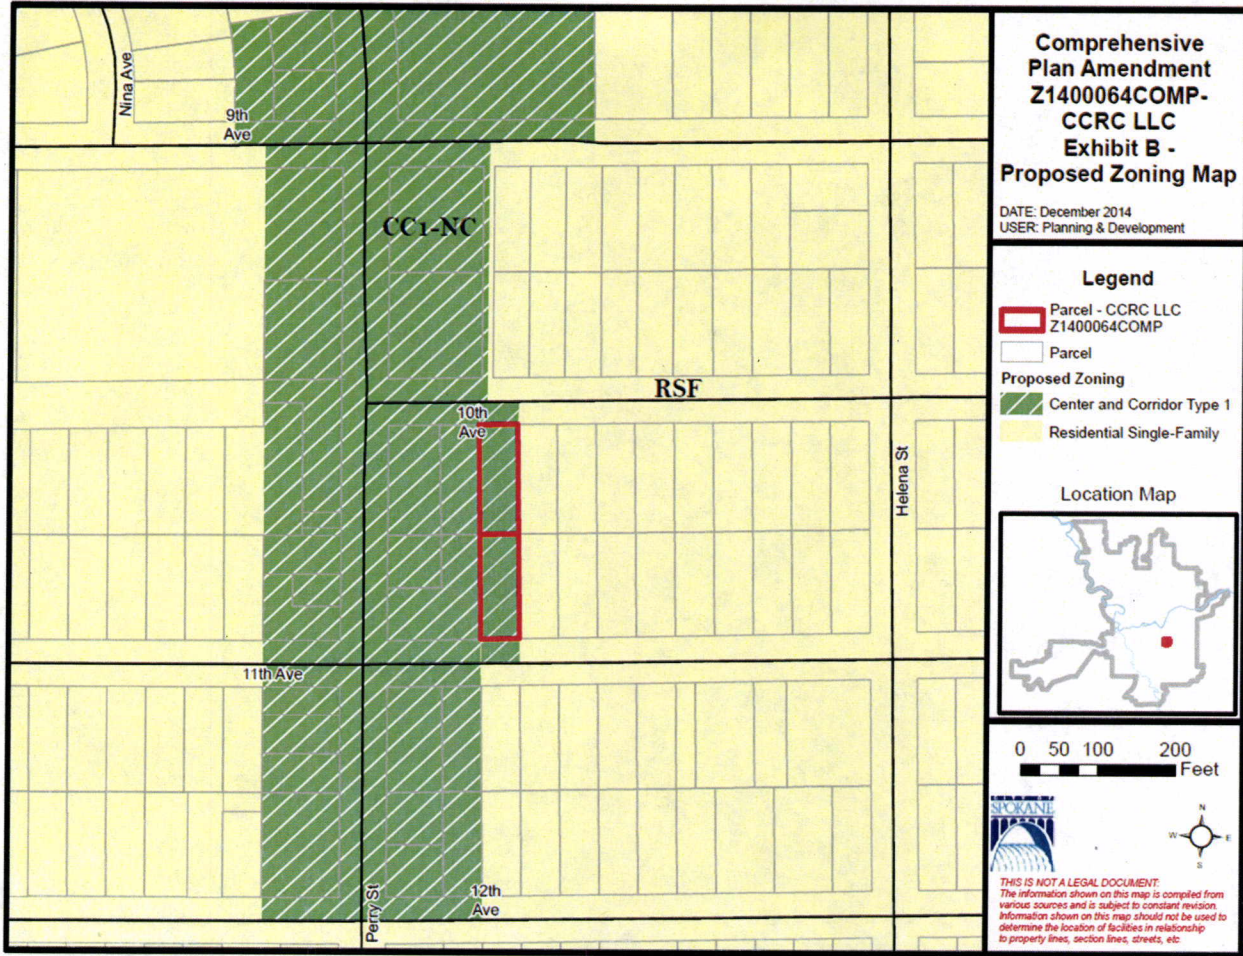 Nina Ave
9th
Ave
CC1-NC
RSF
10th
Ave
Helena St
11th Ave
12th
Ave
Perry St
Comprehensive
Plan Amendment
Z1400064COMP-
CCRC LLC
Exhibit B -
Proposed Zoning Map
DATE: December 2014
USER: Planning & Development
Legend
Parcel - CCRC LLC
Z1400064COMP
Parcel
Proposed Zoning
Center and Corridor Type 1
Residential Single-Family
Location Map
0 50 100 200
Feet
SPOKANE
N
W E
S
THIS IS NOT A LEGAL DOCUMENT:
The information shown on this map is compiled from
various sources and is subject to constant revision.
Information shown on this map should not be used to
determine the location of facilities in relationship
to property lines, section lines, streets, etc